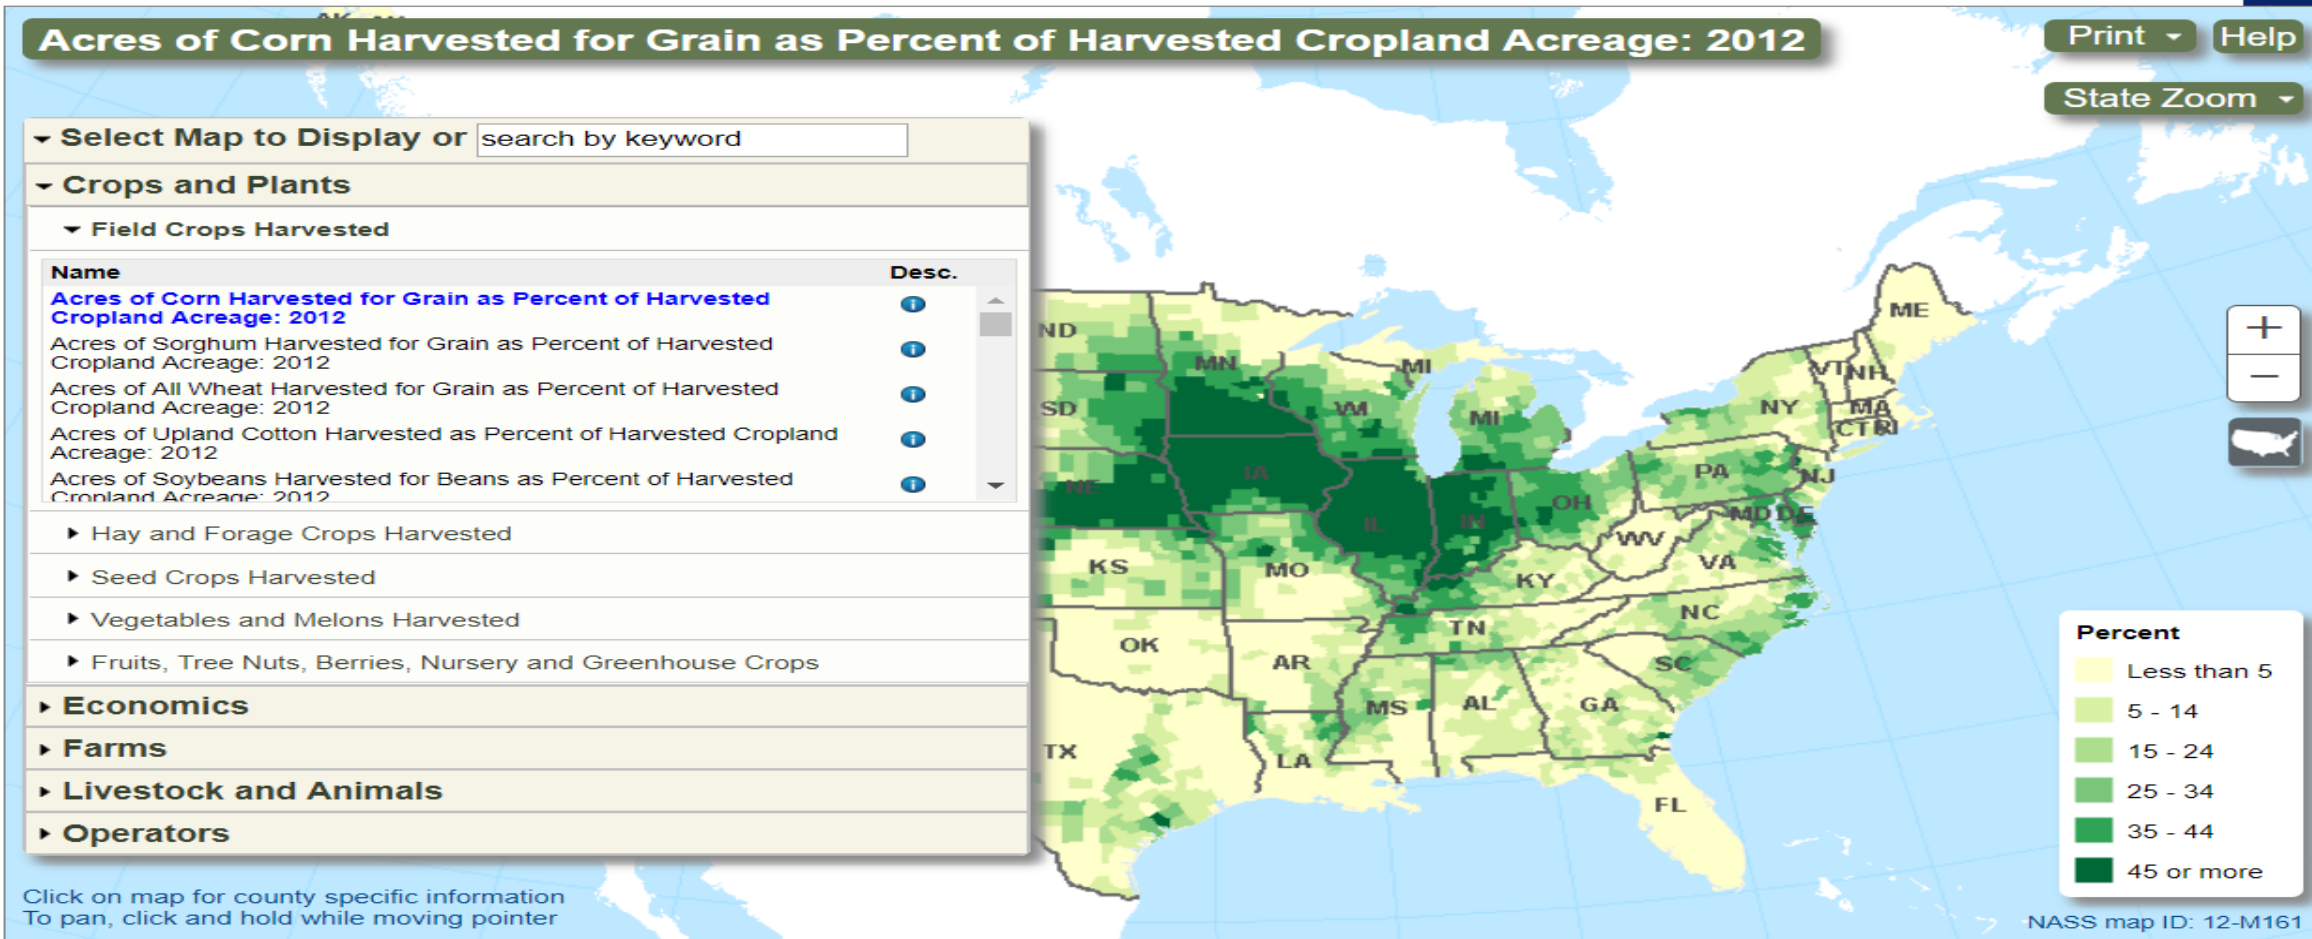 Acres of Corn Harvested for Grain as Percent of Harvested Cropland Acreage: 2012
Print
Help
State Zoom
Select Map to Display or search by keyword
Crops and Plants
Field Crops Harvested
Name Desc.
Acres of Corn Harvested for Grain as Percent of Harvested
Cropland Acreage: 2012
Acres of Sorghum Harvested for Grain as Percent of Harvested
Cropland Acreage: 2012
Acres of All Wheat Harvested for Grain as Percent of Harvested
Cropland Acreage: 2012
Acres of Upland Cotton Harvested as Percent of Harvested Cropland
Acreage: 2012
Acres of Soybeans Harvested for Beans as Percent of Harvested
Cropland Acreage: 2012
Hay and Forage Crops Harvested
Seed Crops Harvested
Vegetables and Melons Harvested
Fruits, Tree Nuts, Berries, Nursery and Greenhouse Crops
Economics
Farms
Livestock and Animals
Operators
Click on map for county specific information
To pan, click and hold while moving pointer
ME
ND
MN
MI
VT
NH
SD
WI
MI
NY
MA
CT
RI
NE
IA
PA
NJ
IL
IN
OH
MD
DE
WV
KS
MO
KY
VA
NC
OK
AR
TN
SC
MS
AL
GA
TX
LA
FL
+
−
Percent
Less than 5
5 - 14
15 - 24
25 - 34
35 - 44
45 or more
NASS map ID: 12-M161